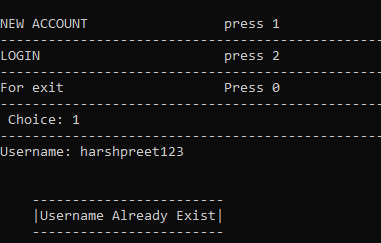 NEW ACCOUNT press 1
---------------------------------------------
LOGIN press 2
---------------------------------------------
For exit Press 0
---------------------------------------------
Choice: 1
---------------------------------------------
Username: harshpreet123
------------------------
|Username Already Exist|
------------------------